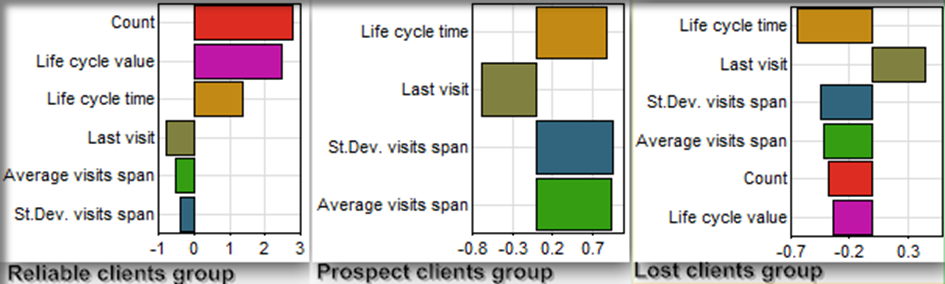 Count
Life cycle value
Life cycle time
Last visit
Average visits span
St.Dev. visits span
-1 0 1 2 3
Reliable clients group
Life cycle time
Last visit
St.Dev. visits span
Average visits span
-0.8 -0.3 0.2 0.7
Prospect clients group
Life cycle time
Last visit
St.Dev. visits span
Average visits span
Count
Life cycle value
-0.7 -0.2 0.3
Lost clients group